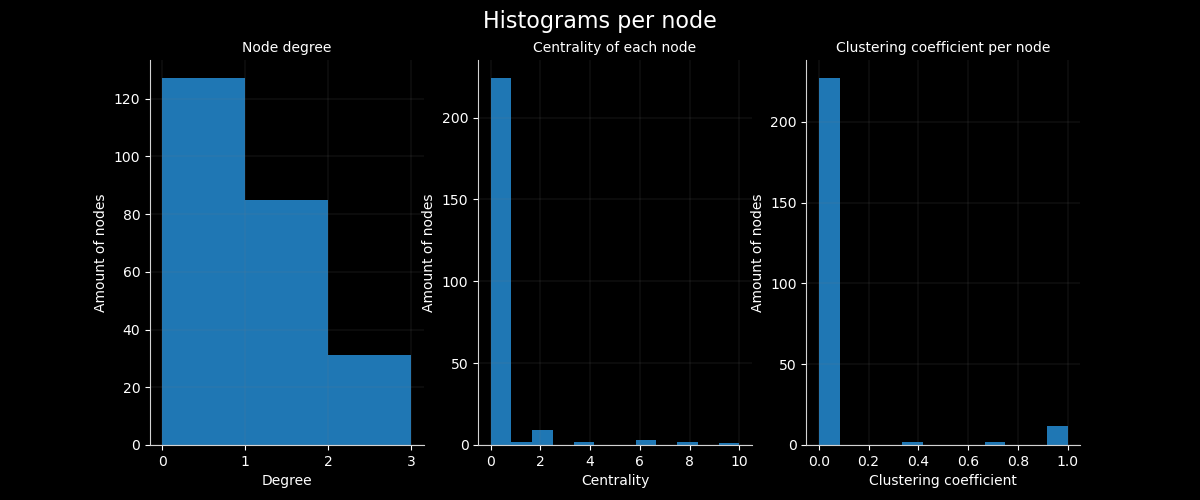 Histograms per node
Node degree
Centrality of each node
Clustering coefficient per node
Amount of nodes
120
100
80
60
40
20
0
0 1 2 3
Degree
Amount of nodes
200
150
100
50
0
0 2 4 6 8 10
Centrality
Amount of nodes
200
150
100
50
0
0.0 0.2 0.4 0.6 0.8 1.0
Clustering coefficient